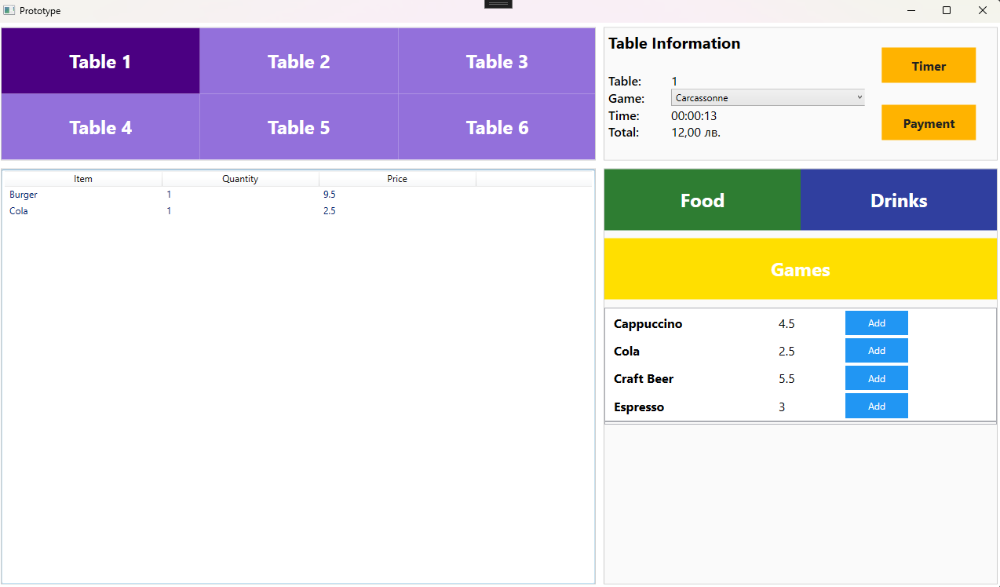 Prototype
Table 1
Table 2
Table 3
Table 4
Table 5
Table 6
Table Information
Table: 1
Game: Carcassonne
Time: 00:00:13
Total: 12,00 лв.
Timer
Payment
Item Quantity Price
Burger 1 9.5
Cola 1 2.5
Food
Drinks
Games
Cappuccino 4.5 Add
Cola 2.5 Add
Craft Beer 5.5 Add
Espresso 3 Add